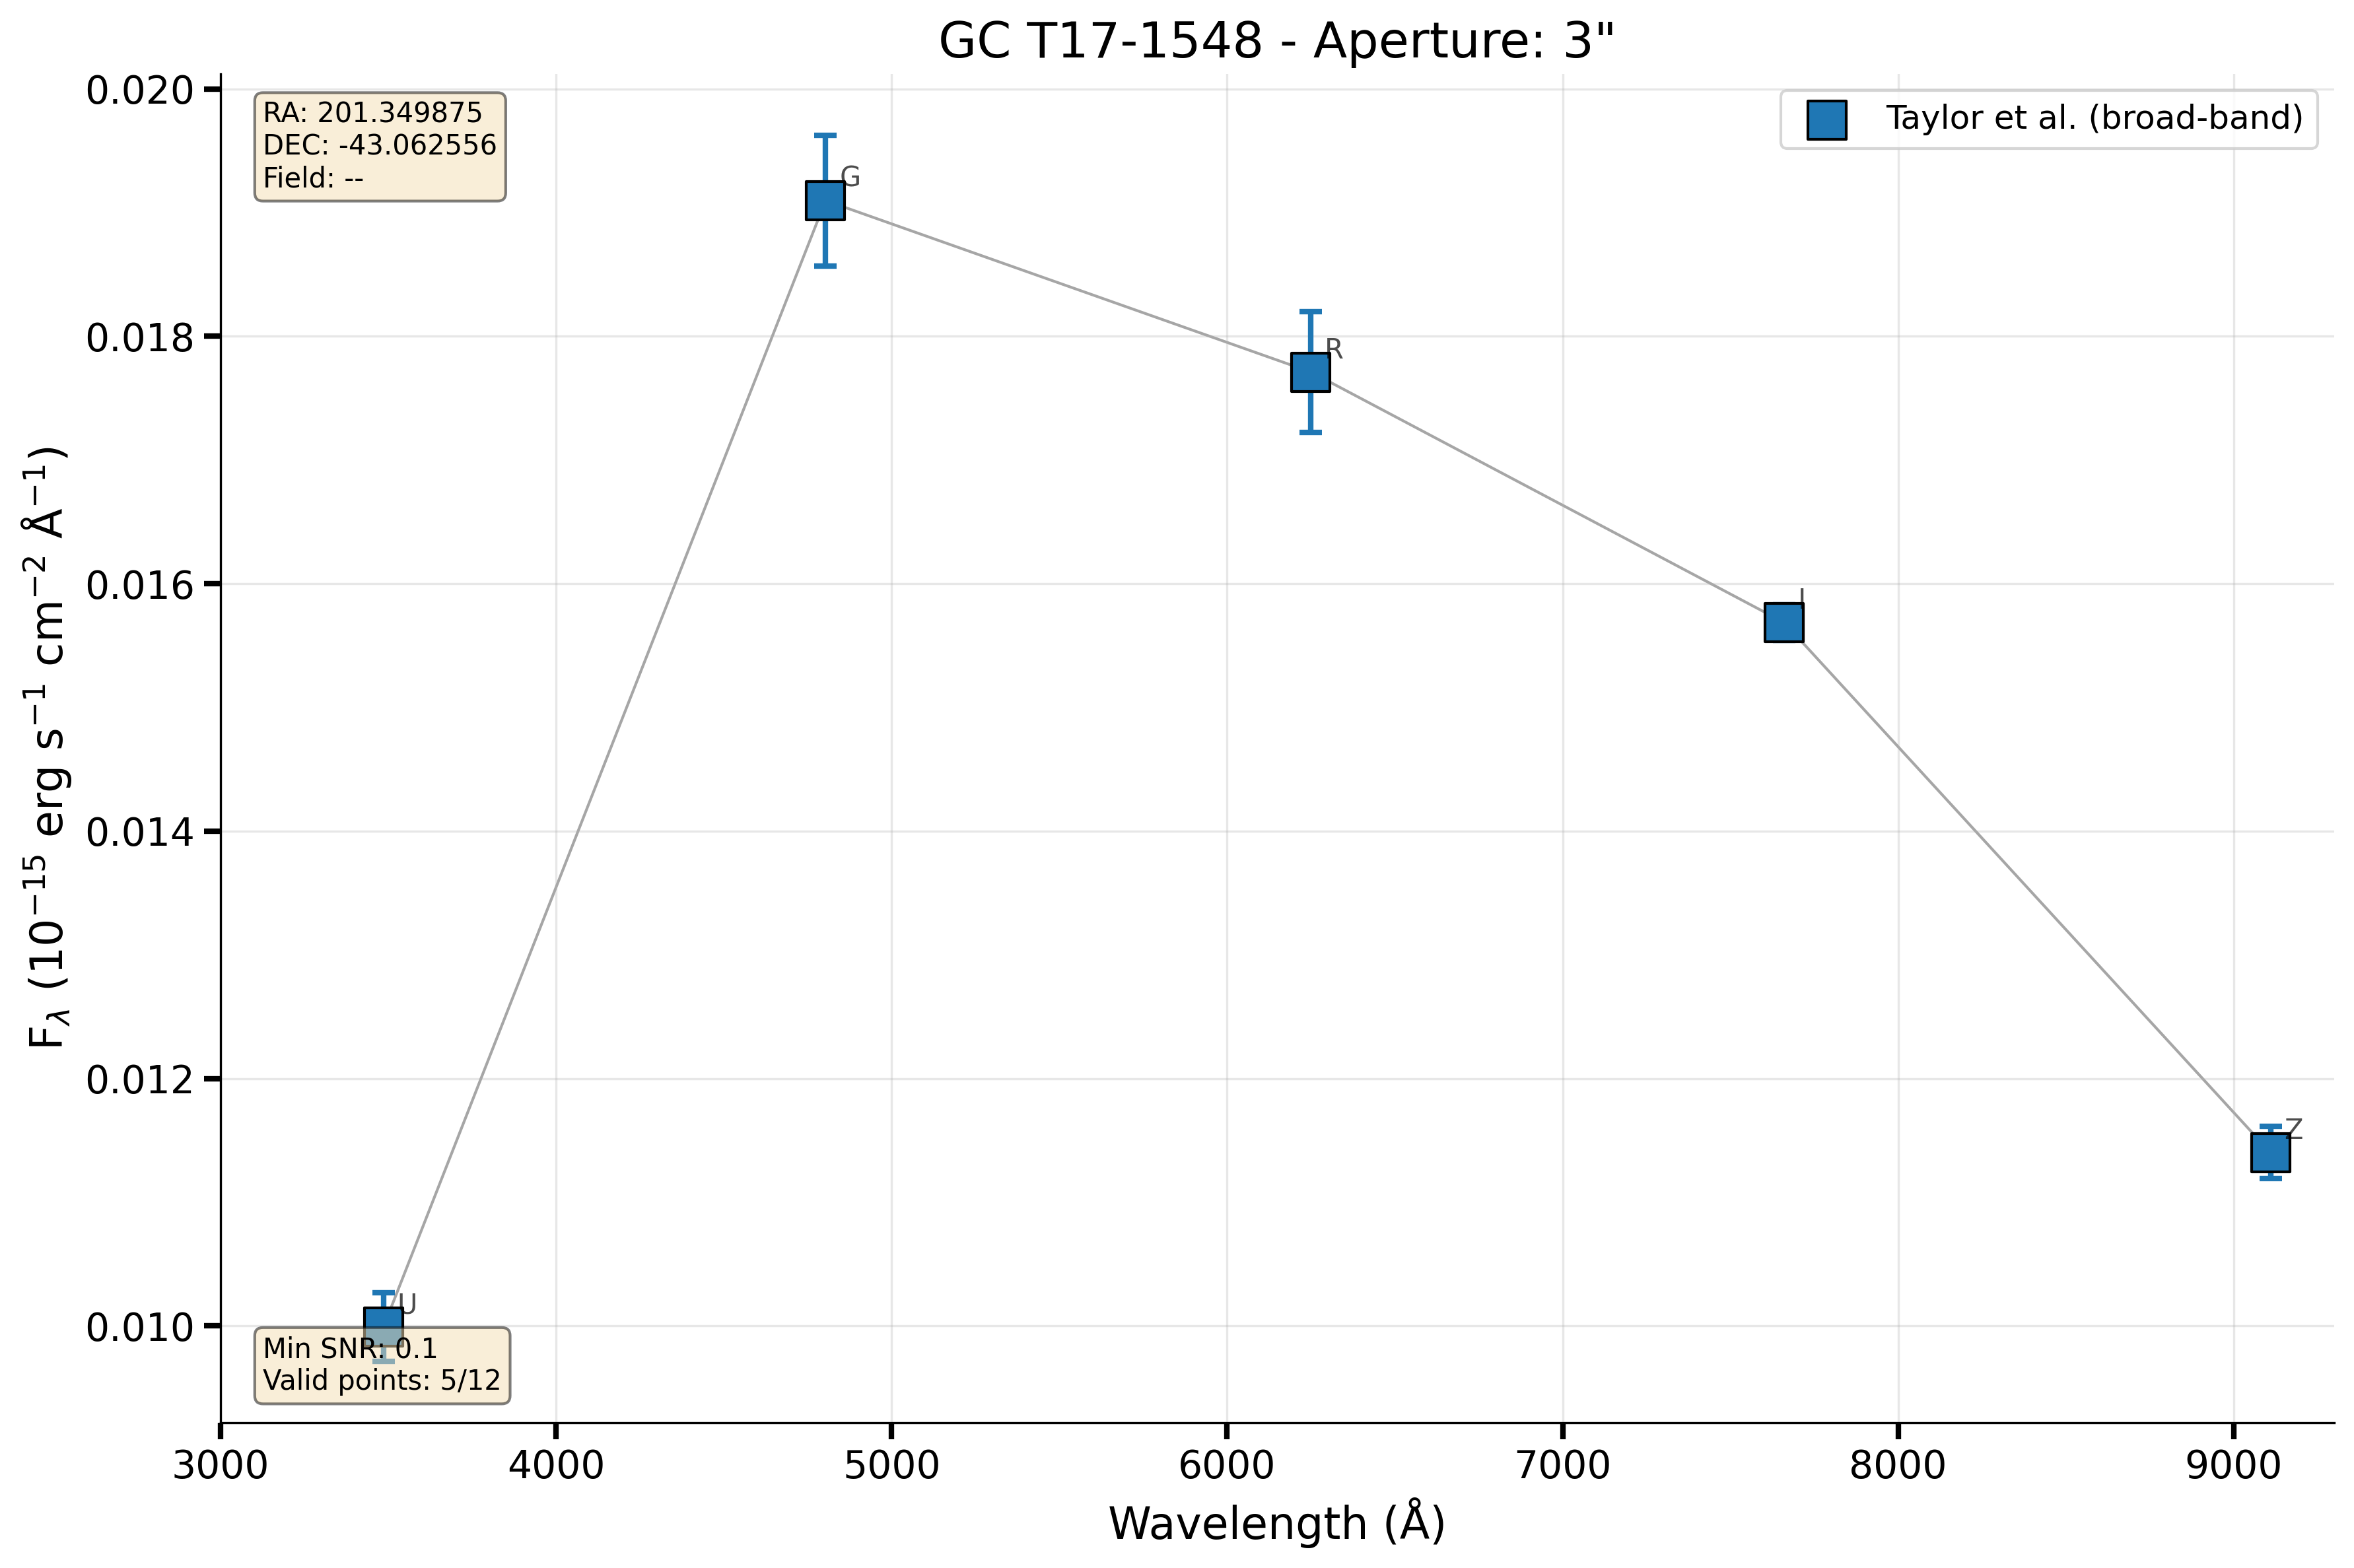 GC T17-1548 - Aperture: 3"
RA: 201.349875
DEC: -43.062556
Field: --
Taylor et al. (broad-band)
G
R
I
Z
U
Min SNR: 0.1
Valid points: 5/12
0.020
0.018
0.016
0.014
0.012
0.010
F_λ (10⁻¹⁵ erg s⁻¹ cm⁻² Å⁻¹)
3000 4000 5000 6000 7000 8000 9000
Wavelength (Å)